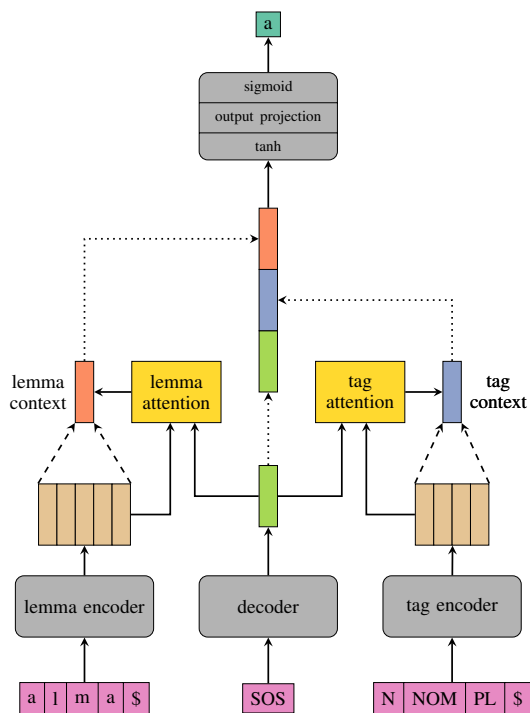 a
sigmoid
output projection
tanh
lemma context
lemma attention
tag attention
tag context
lemma encoder
decoder
tag encoder
a l m a $
SOS
N NOM PL $